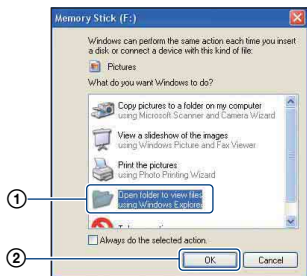 Memory Stick (F:)
Windows can perform the same action each time you insert
a disk or connect a device with this kind of file:
Pictures
What do you want Windows to do?
Copy pictures to a folder on my computer
using Microsoft Scanner and Camera Wizard
View a slideshow of the images
using Windows Picture and Fax Viewer
Print the pictures
using Photo Printing Wizard
1
Open folder to view files
using Windows Explorer
Always do the selected action.
2
OK
Cancel